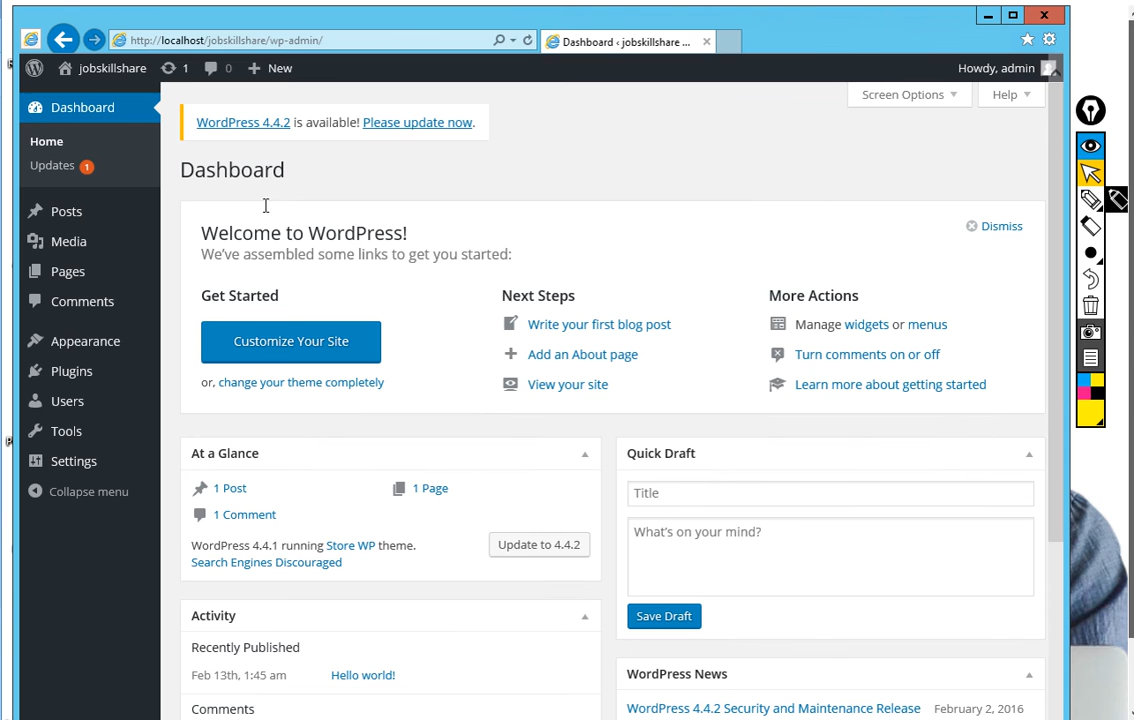 http://localhost/jobskillshare/wp-admin/
Dashboard ‹ jobskillshare ...
jobskillshare
1
0
New
Howdy, admin
Dashboard
Home
Updates 1
Posts
Media
Pages
Comments
Appearance
Plugins
Users
Tools
Settings
Collapse menu
Screen Options
Help
WordPress 4.4.2 is available! Please update now.
Dashboard
Welcome to WordPress!
We've assembled some links to get you started:
Dismiss
Get Started
Customize Your Site
or, change your theme completely
Next Steps
Write your first blog post
Add an About page
View your site
More Actions
Manage widgets or menus
Turn comments on or off
Learn more about getting started
At a Glance
1 Post
1 Page
1 Comment
WordPress 4.4.1 running Store WP theme.
Update to 4.4.2
Search Engines Discouraged
Activity
Recently Published
Feb 13th, 1:45 am Hello world!
Comments
Quick Draft
Title
What's on your mind?
Save Draft
WordPress News
WordPress 4.4.2 Security and Maintenance Release February 2, 2016